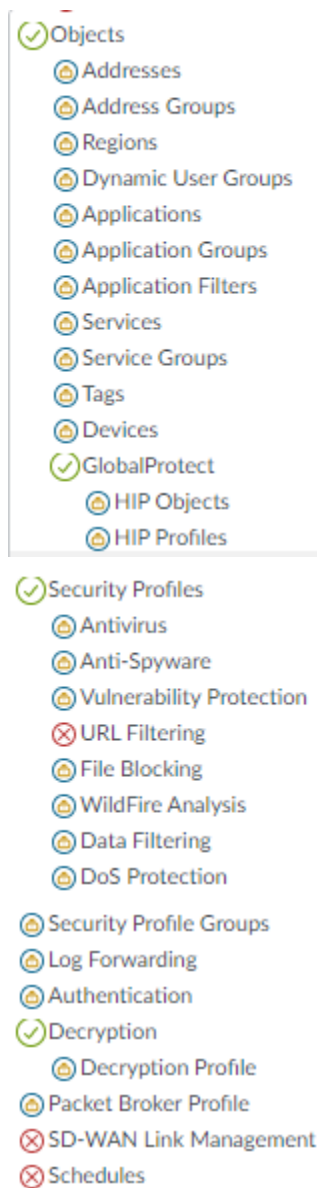 Objects
Addresses
Address Groups
Regions
Dynamic User Groups
Applications
Application Groups
Application Filters
Services
Service Groups
Tags
Devices
GlobalProtect
HIP Objects
HIP Profiles
Security Profiles
Antivirus
Anti-Spyware
Vulnerability Protection
URL Filtering
File Blocking
WildFire Analysis
Data Filtering
DoS Protection
Security Profile Groups
Log Forwarding
Authentication
Decryption
Decryption Profile
Packet Broker Profile
SD-WAN Link Management
Schedules